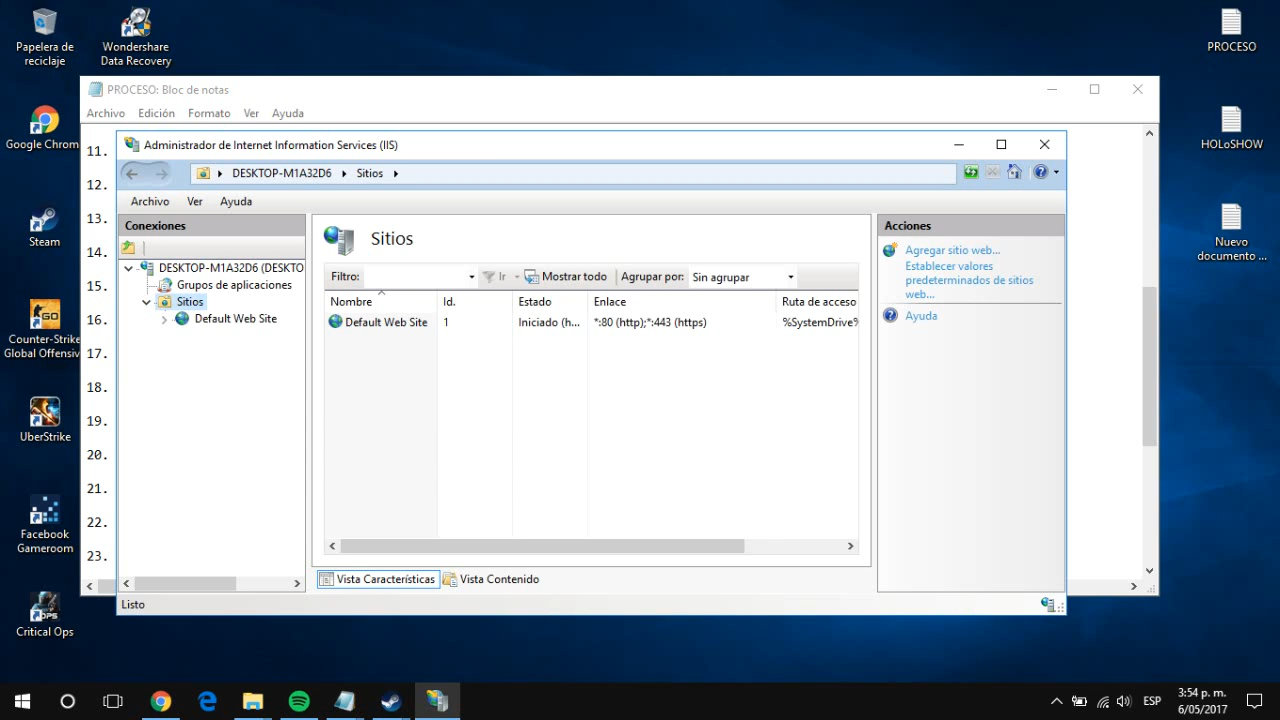 Papelera de
reciclaje
Wondershare
Data Recovery
PROCESO
PROCESO: Bloc de notas
Archivo Edición Formato Ver Ayuda
Google Chrom
HOLoSHOW
11.
12.
13.
14.
15.
16.
17.
18.
19.
20.
21.
22.
23.
Administrador de Internet Information Services (IIS)
DESKTOP-M1A32D6 Sitios
Archivo Ver Ayuda
Conexiones
DESKTOP-M1A32D6 (DESKTO
Grupos de aplicaciones
Sitios
Default Web Site
Sitios
Filtro: Ir Mostrar todo Agrupar por: Sin agrupar
Nombre Id. Estado Enlace Ruta de acceso
Default Web Site 1 Iniciado (h... *:80 (http);*:443 (https) %SystemDrive%
Vista Características Vista Contenido
Acciones
Agregar sitio web...
Establecer valores
predeterminados de sitios
web...
Ayuda
Listo
Steam
Nuevo
documento ...
GO
Counter-Strike
Global Offensiv
UberStrike
Facebook
Gameroom
OPS
Critical Ops
ESP
3:54 p. m.
6/05/2017